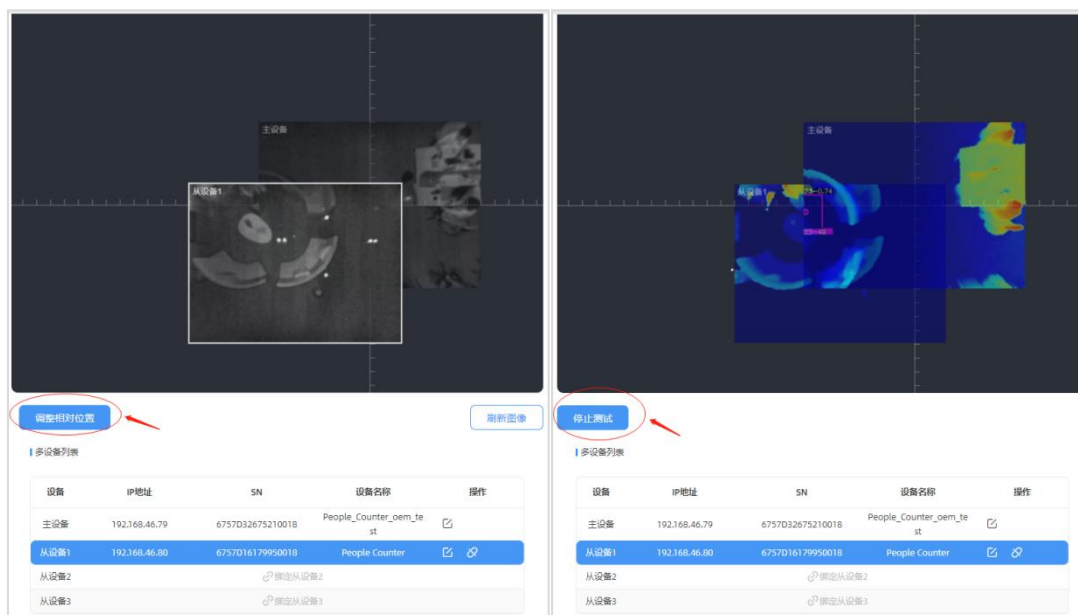 主设备
从设备1
调整相对位置
刷新图像
多设备列表
设备 IP地址 SN 设备名称 操作
主设备 192.168.46.79 6757D32675210018 People_Counter_oem_test
从设备1 192.168.46.80 6757D16179950018 People Counter
从设备2 绑定从设备2
从设备3 绑定从设备3
主设备
从设备1
停止测试
多设备列表
设备 IP地址 SN 设备名称 操作
主设备 192.168.46.79 6757D32675210018 People_Counter_oem_test
从设备1 192.168.46.80 6757D16179950018 People Counter
从设备2 绑定从设备2
从设备3 绑定从设备3